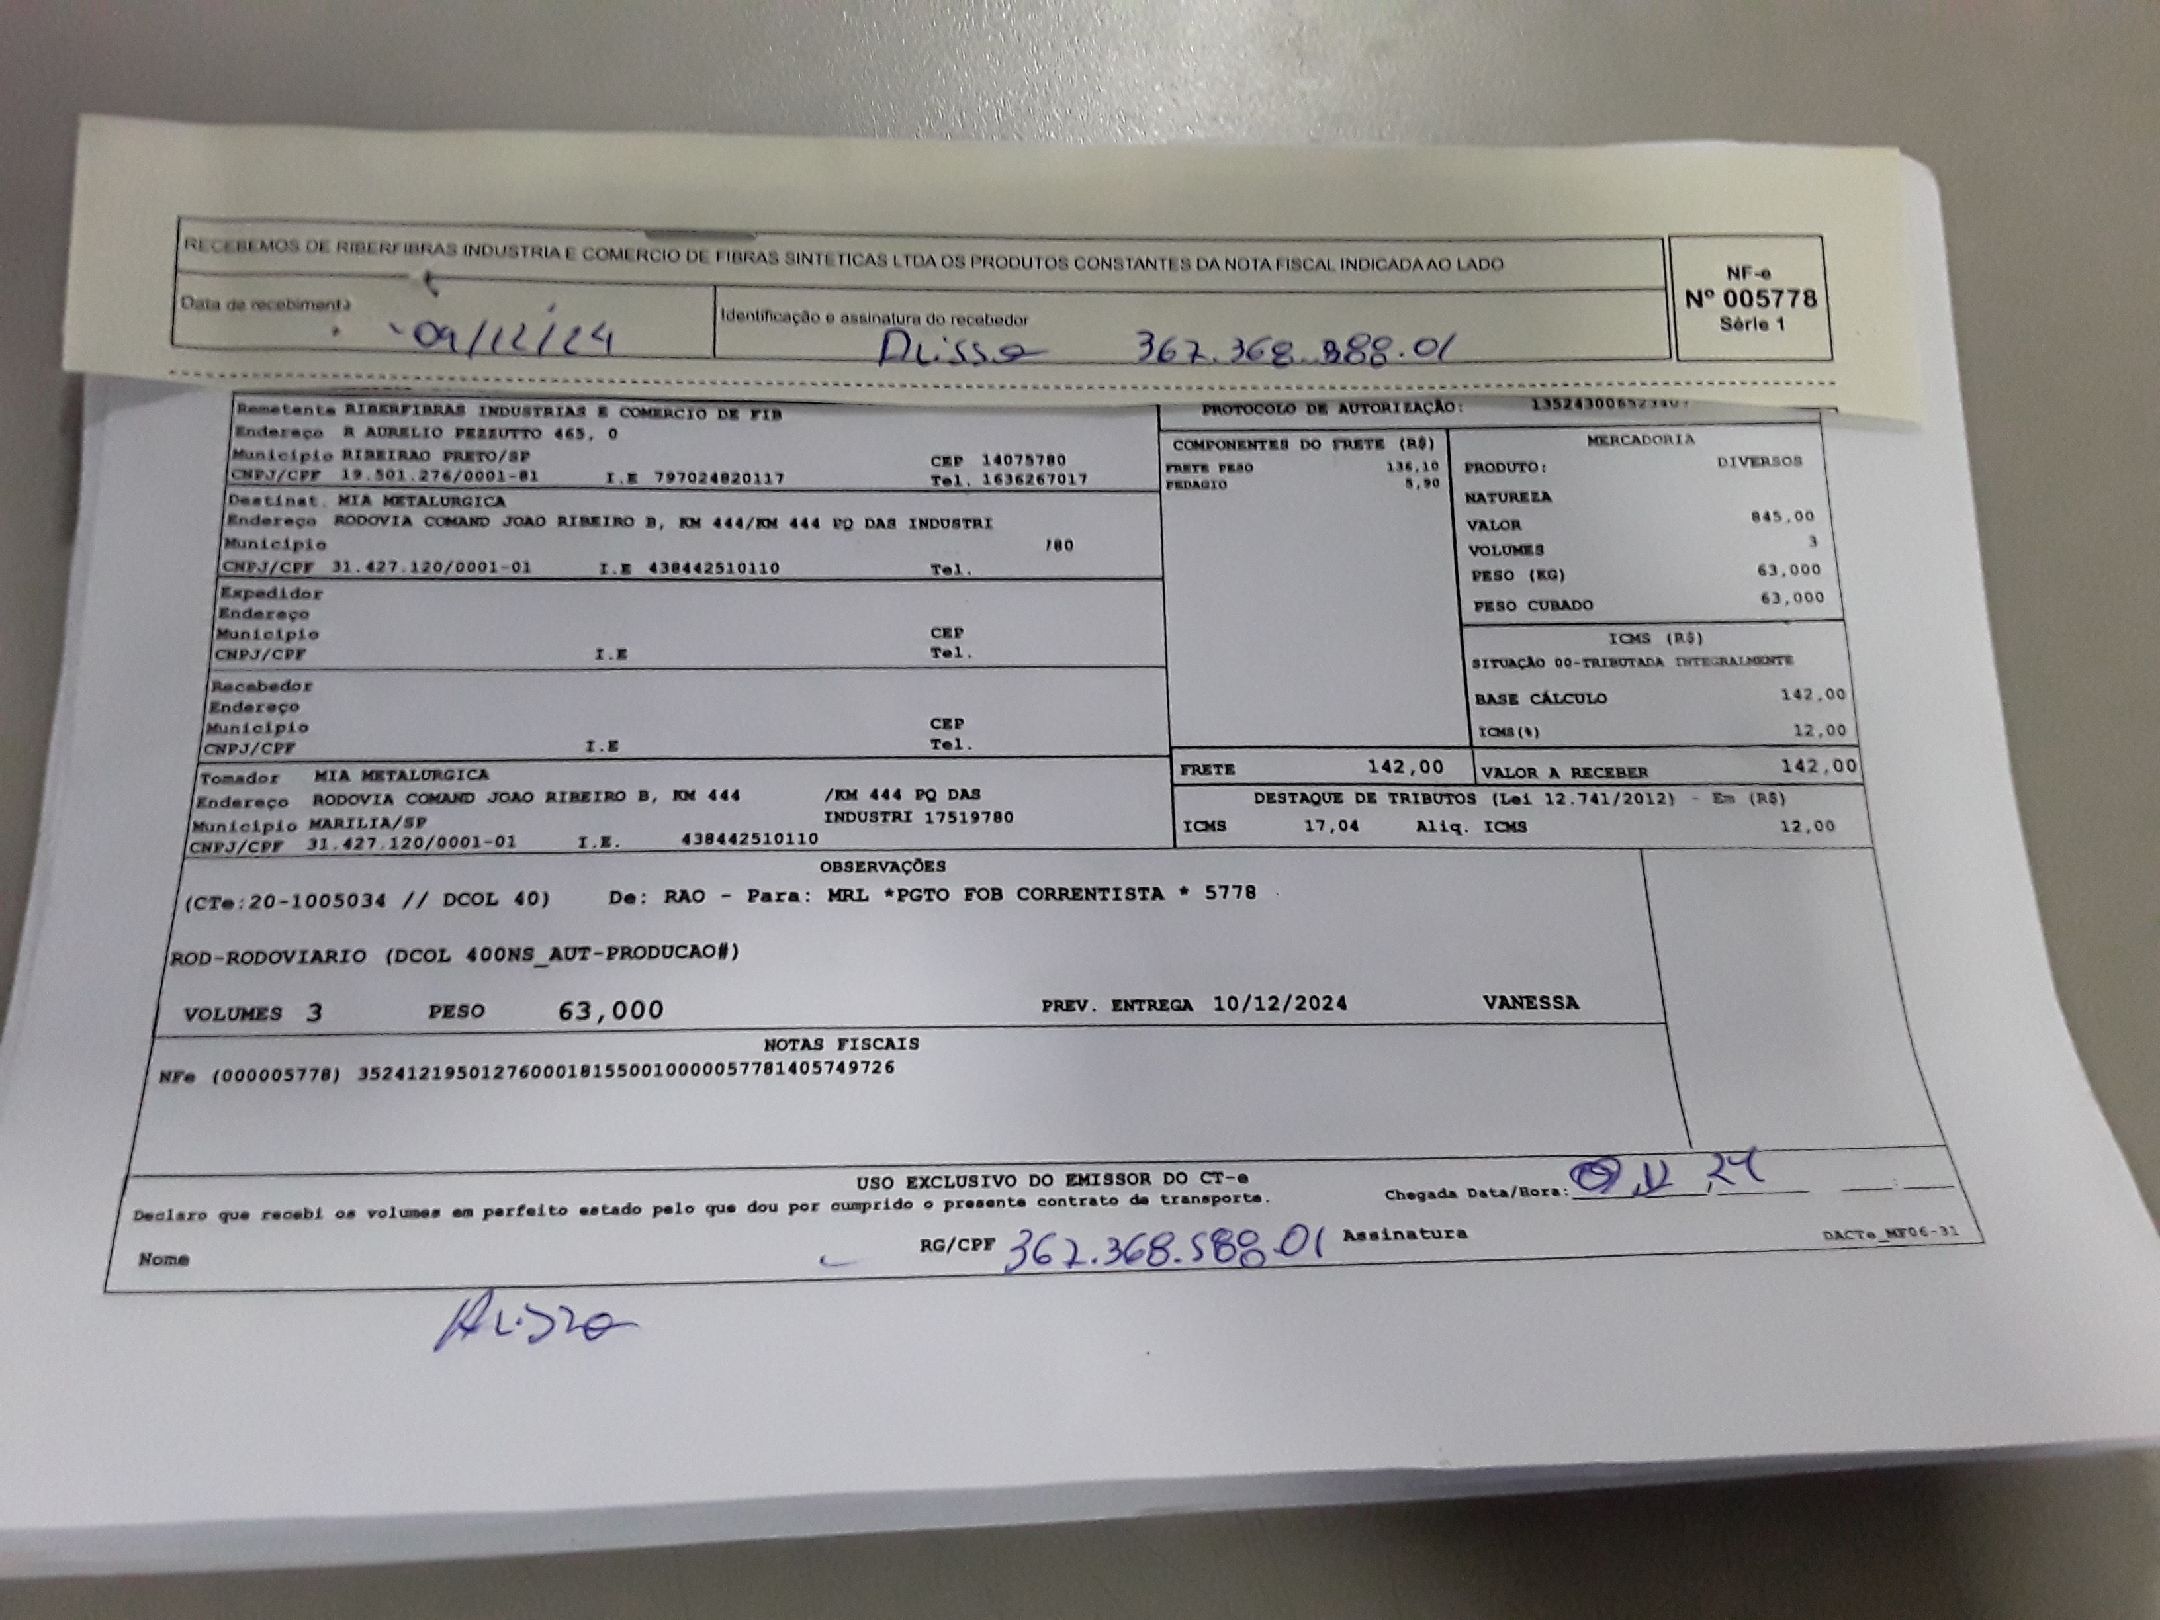 RECEBEMOS DE RIBERFIBRAS INDUSTRIA E COMERCIO DE FIBRAS SINTETICAS LTDA OS PRODUTOS CONSTANTES DA NOTA FISCAL INDICADA AO LADO
NF-e
Nº 005778
Série 1
Data de recebimento
09/12/24
Identificação e assinatura do recebedor
362.368.588.01
Remetente RIBERFIBRAS INDUSTRIAS E COMERCIO DE FIB
Endereço R AURELIO PEZZUTTO 465, 0
Município RIBEIRAO PRETO/SP CEP 14075780
CNPJ/CPF 19.501.276/0001-81 I.E 797024820117 Tel. 1636267017
Destinat. MIA METALURGICA
Endereço RODOVIA COMAND JOAO RIBEIRO B, KM 444/KM 444 PQ DAS INDUSTRI
Município /80
CNPJ/CPF 31.427.120/0001-01 I.E 438442510110 Tel.
Expedidor
Endereço
Município CEP
CNPJ/CPF I.E Tel.
Recebedor
Endereço
Município CEP
CNPJ/CPF I.E Tel.
Tomador MIA METALURGICA
Endereço RODOVIA COMAND JOAO RIBEIRO B, KM 444 /KM 444 PQ DAS
Município MARILIA/SP INDUSTRI 17519780
CNPJ/CPF 31.427.120/0001-01 I.E. 438442510110
PROTOCOLO DE AUTORIZAÇÃO:
COMPONENTES DO FRETE (R$)
FRETE PESO 136,10
PEDAGIO 5,90
MERCADORIA
PRODUTO: DIVERSOS
NATUREZA
VALOR 845,00
VOLUMES 3
PESO (KG) 63,000
PESO CUBADO 63,000
ICMS (R$)
SITUAÇÃO 00-TRIBUTADA INTEGRALMENTE
BASE CÁLCULO 142,00
ICMS(%) 12,00
FRETE 142,00 VALOR A RECEBER 142,00
DESTAQUE DE TRIBUTOS (Lei 12.741/2012) - Em (R$)
ICMS 17,04 Aliq. ICMS 12,00
OBSERVAÇÕES
(CTe:20-1005034 // DCOL 40) De: RAO - Para: MRL *PGTO FOB CORRENTISTA * 5778
ROD-RODOVIARIO (DCOL 400NS_AUT-PRODUCAO#)
VOLUMES 3 PESO 63,000 PREV. ENTREGA 10/12/2024 VANESSA
NOTAS FISCAIS
NFe (000005778) 35241219501276000181550010000057781405749726
USO EXCLUSIVO DO EMISSOR DO CT-e
Declaro que recebi os volumes em perfeito estado pelo que dou por cumprido o presente contrato de transporte.
Chegada Data/Hora: 09 12 24
Nome RG/CPF 362.368.588.01 Assinatura
DACTe_MF06-31